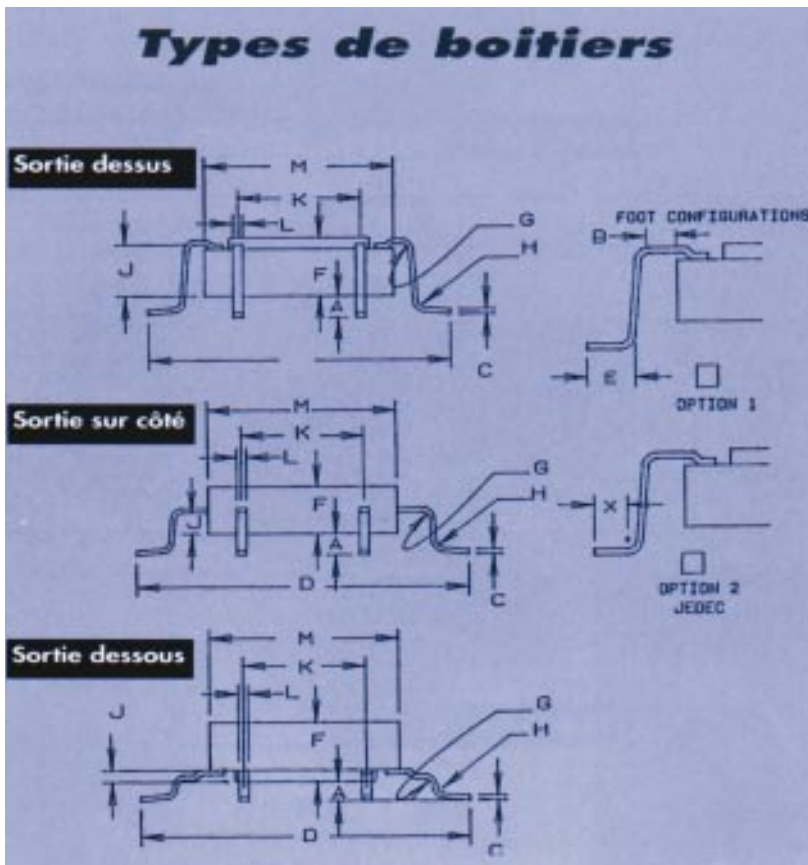 Types de boitiers
Sortie dessus
M
K
L
G
FOOT CONFIGURATIONS
B
H
J
F
A
C
E
OPTION 1
Sortie sur côté
M
K
L
G
F
H
J
A
X
D
C
OPTION 2
JEDEC
Sortie dessous
M
K
L
J
G
F
H
A
D
C